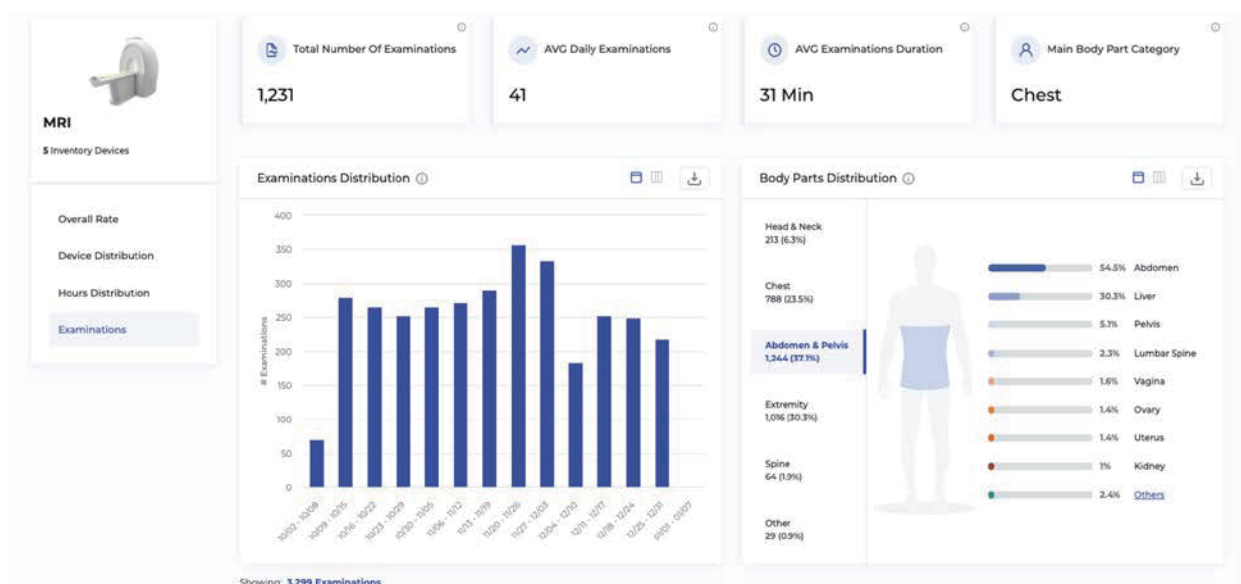 MRI
5 Inventory Devices
Overall Rate
Device Distribution
Hours Distribution
Examinations
Total Number Of Examinations
1,231
AVG Daily Examinations
41
AVG Examinations Duration
31 Min
Main Body Part Category
Chest
Examinations Distribution
# Examinations
400
350
300
250
200
150
100
50
0
10/02 - 10/08
10/09 - 10/15
10/16 - 10/22
10/23 - 10/29
10/30 - 11/05
11/06 - 11/12
11/13 - 11/19
11/20 - 11/26
11/27 - 12/03
12/04 - 12/10
12/11 - 12/17
12/18 - 12/24
12/25 - 12/31
01/01 - 01/07
Showing: 3,299 Examinations
Body Parts Distribution
Head & Neck
213 (6.3%)
Chest
788 (23.5%)
Abdomen & Pelvis
1,244 (37.1%)
Extremity
1,016 (30.3%)
Spine
64 (1.9%)
Other
29 (0.9%)
54.5% Abdomen
30.3% Liver
5.1% Pelvis
2.3% Lumbar Spine
1.6% Vagina
1.4% Ovary
1.4% Uterus
1% Kidney
2.4% Others